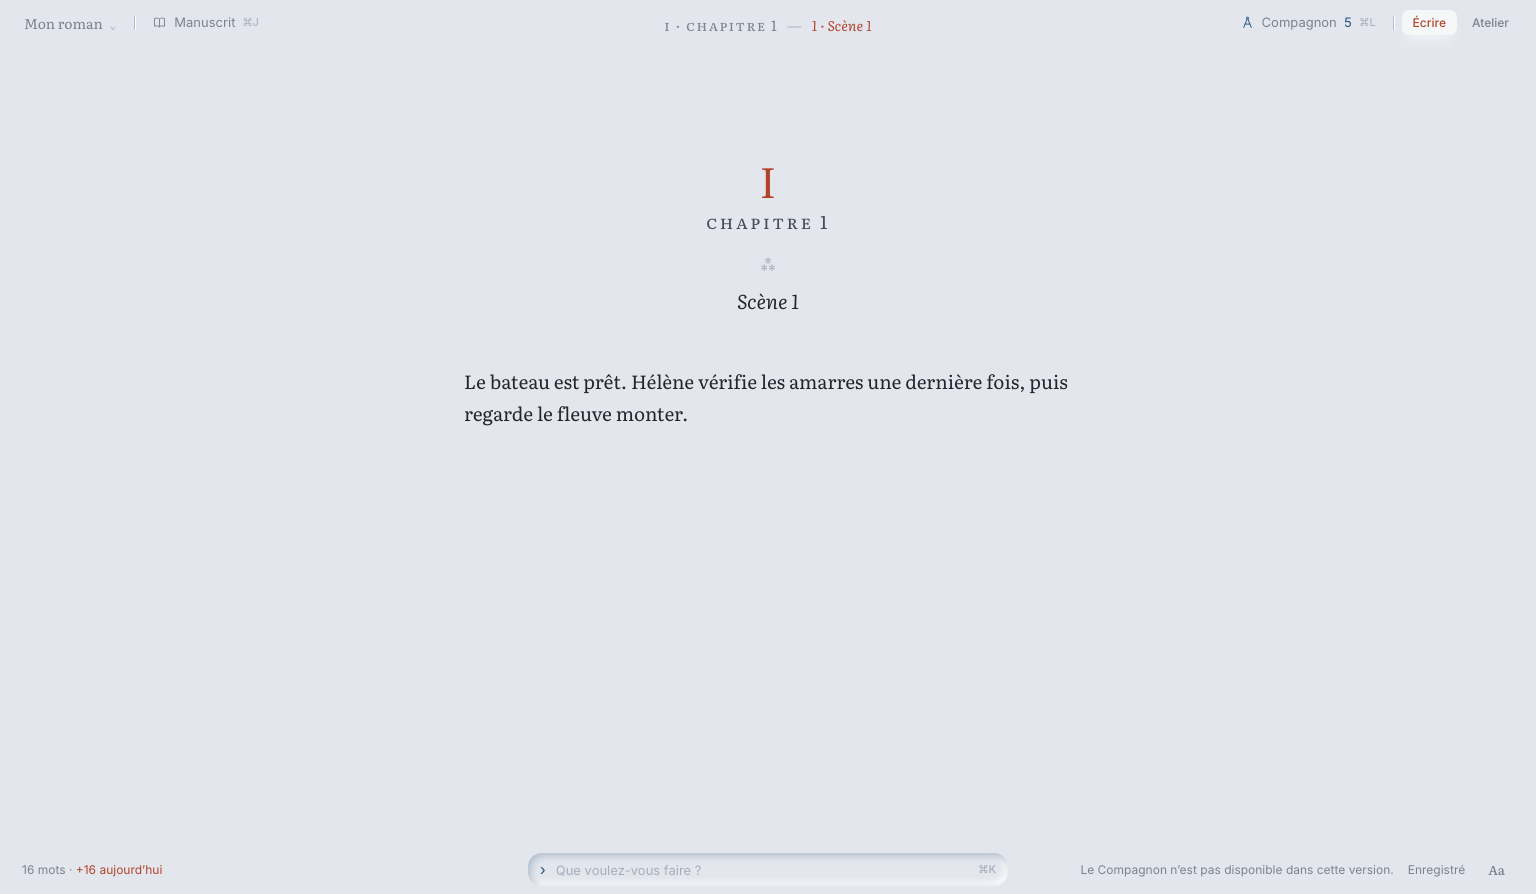 Mon roman
Manuscrit ⌘J
I · CHAPITRE 1 — 1 · Scène 1
Compagnon 5 ⌘L
Écrire
Atelier
I
CHAPITRE 1
⁂
Scène 1
Le bateau est prêt. Hélène vérifie les amarres une dernière fois, puis
regarde le fleuve monter.
16 mots · +16 aujourd’hui
› Que voulez-vous faire ? ⌘K
Le Compagnon n’est pas disponible dans cette version.
Enregistré
Aa